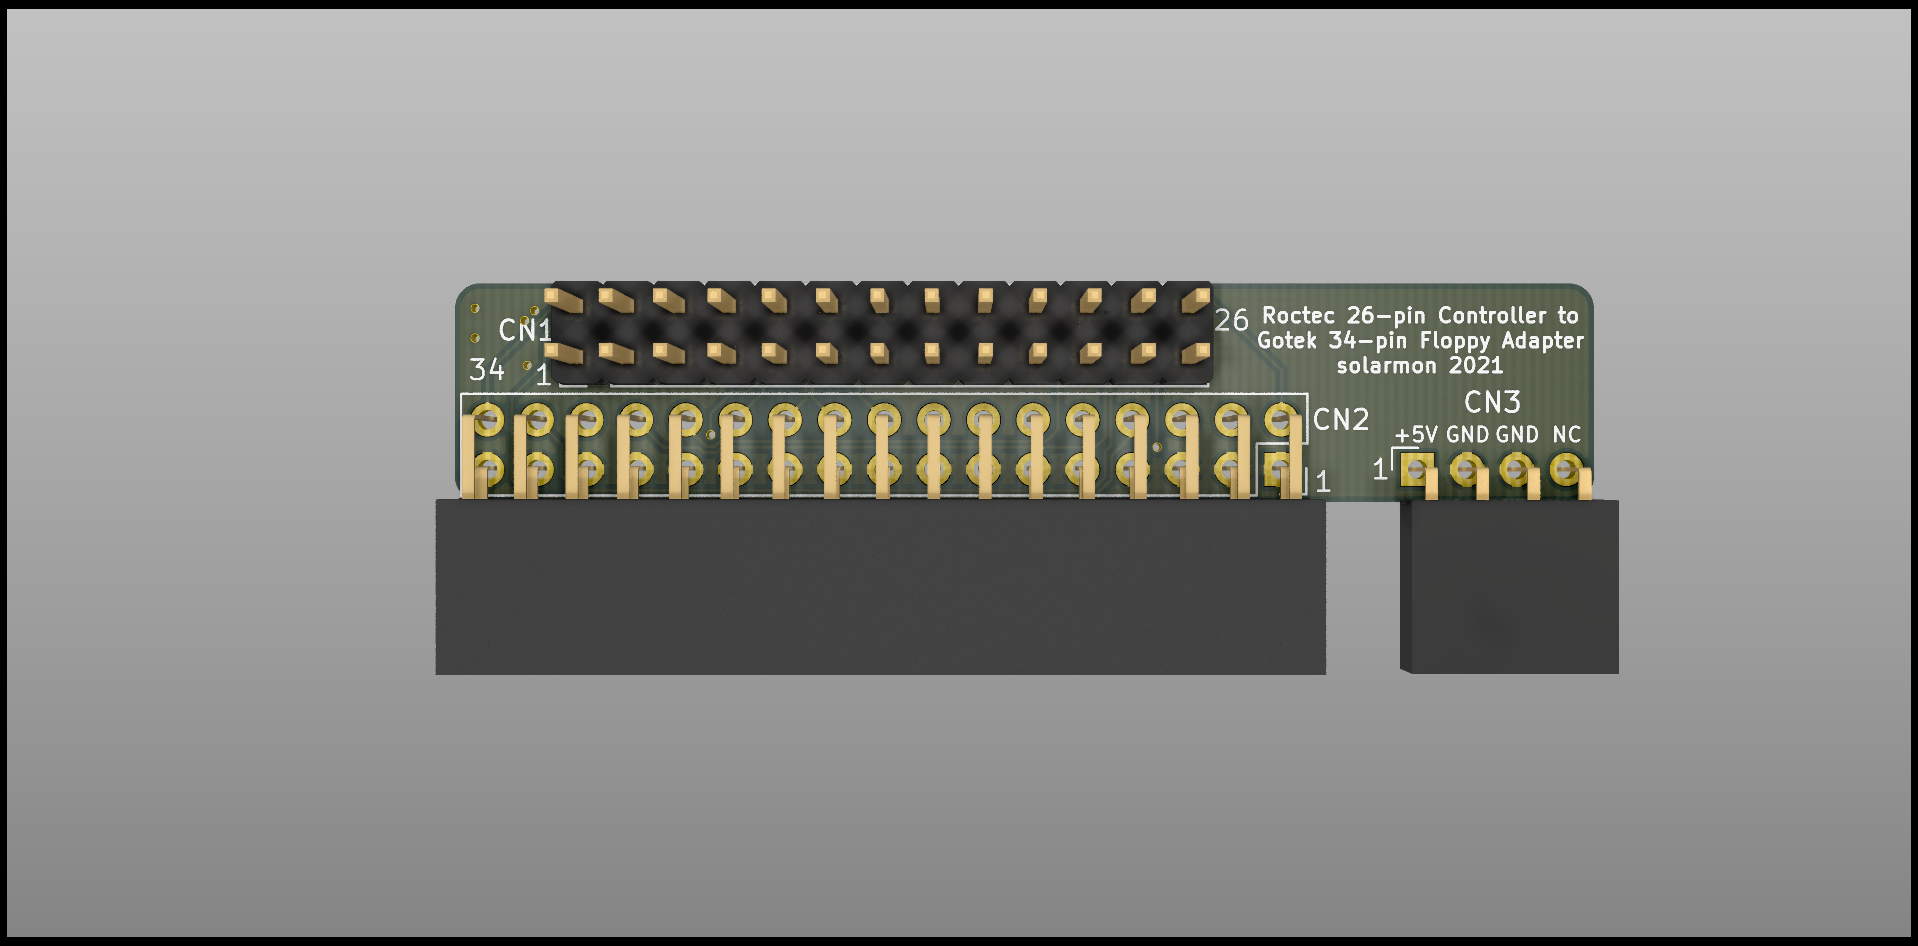 CN1
34
1
26
Roctec 26-pin Controller to
Gotek 34-pin Floppy Adapter
solarmon 2021
CN2
1
CN3
+5V GND GND NC
1